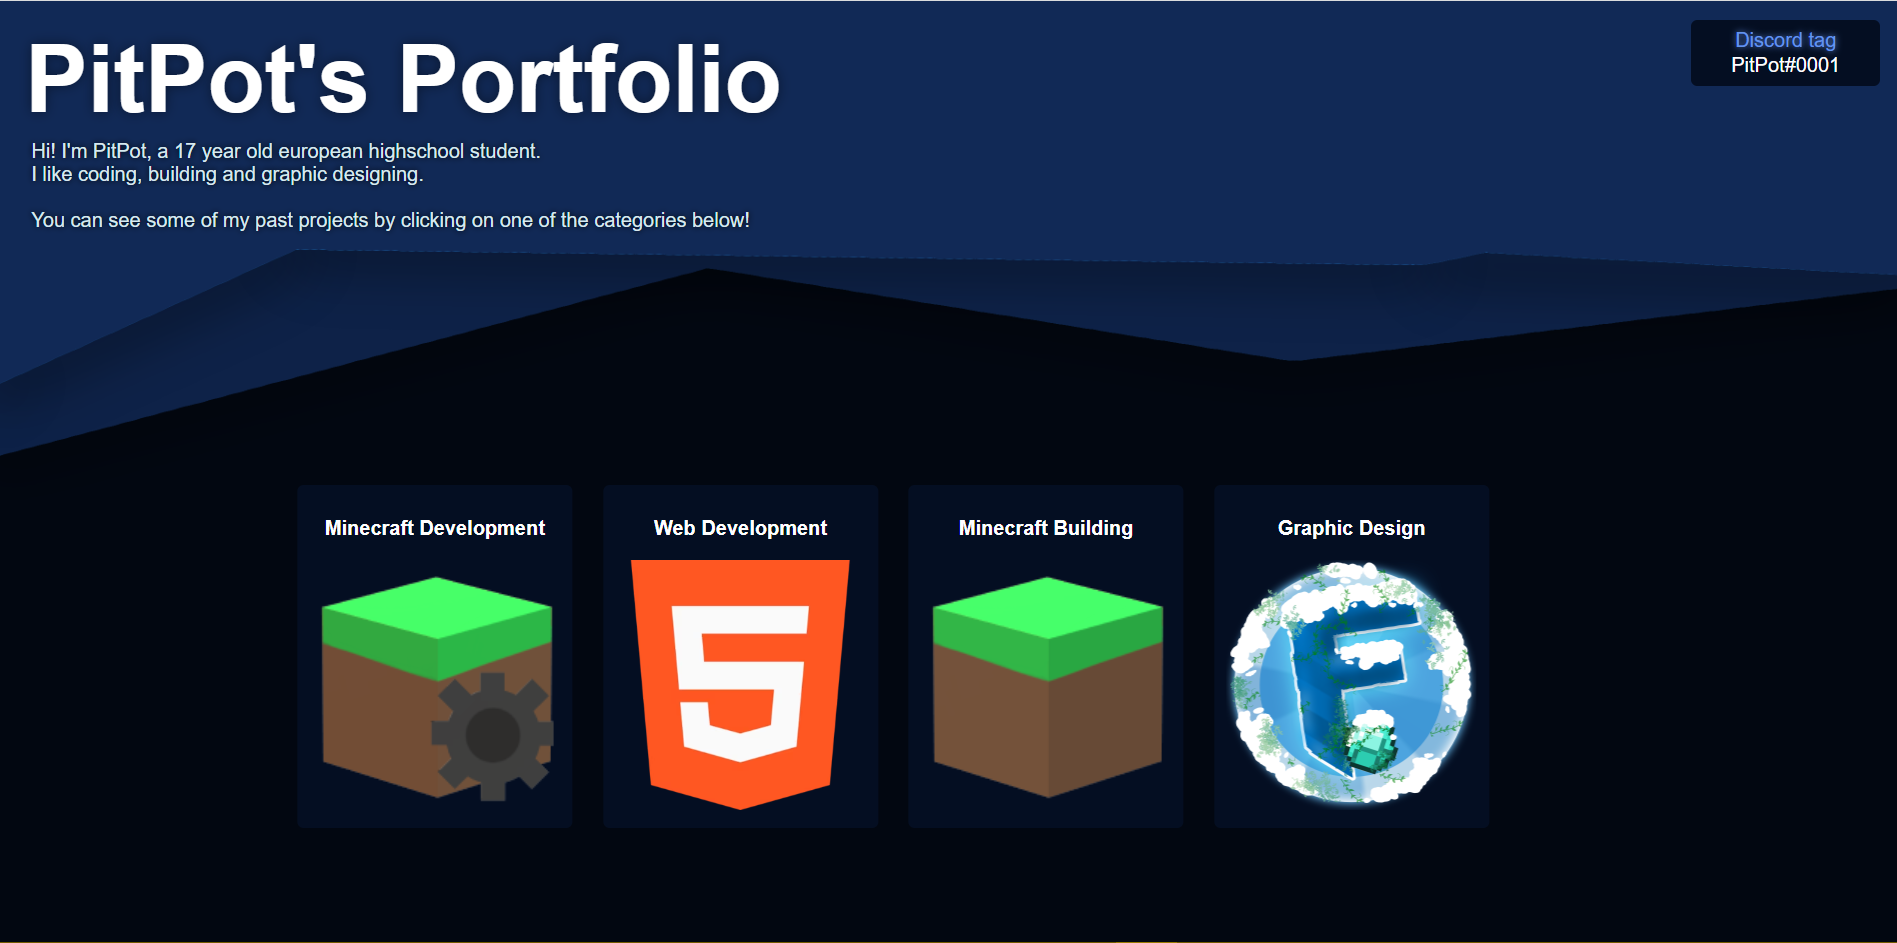 PitPot's Portfolio
Discord tag
PitPot#0001
Hi! I'm PitPot, a 17 year old european highschool student.
I like coding, building and graphic designing.
You can see some of my past projects by clicking on one of the categories below!
Minecraft Development
Web Development
Minecraft Building
Graphic Design
5
F